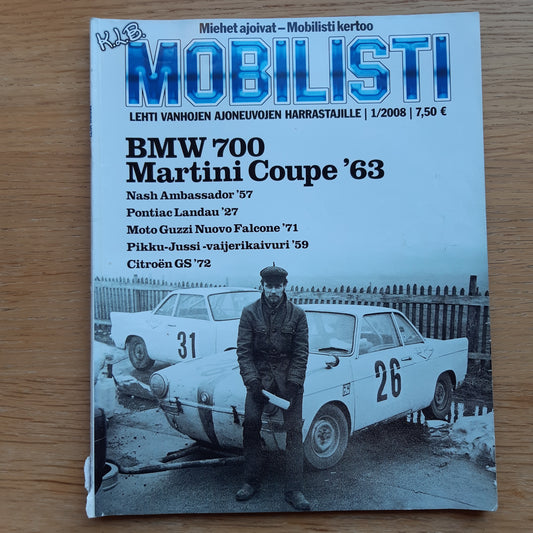 Miehet ajoivat – Mobilisti kertoo
K.L.B.
MOBILISTI
LEHTI VANHOJEN AJONEUVOJEN HARRASTAJILLE | 1/2008 | 7,50 €
BMW 700
Martini Coupe ’63
Nash Ambassador ’57
Pontiac Landau ’27
Moto Guzzi Nuovo Falcone ’71
Pikku-Jussi -vaijerikaivuri ’59
Citroën GS ’72
31
26